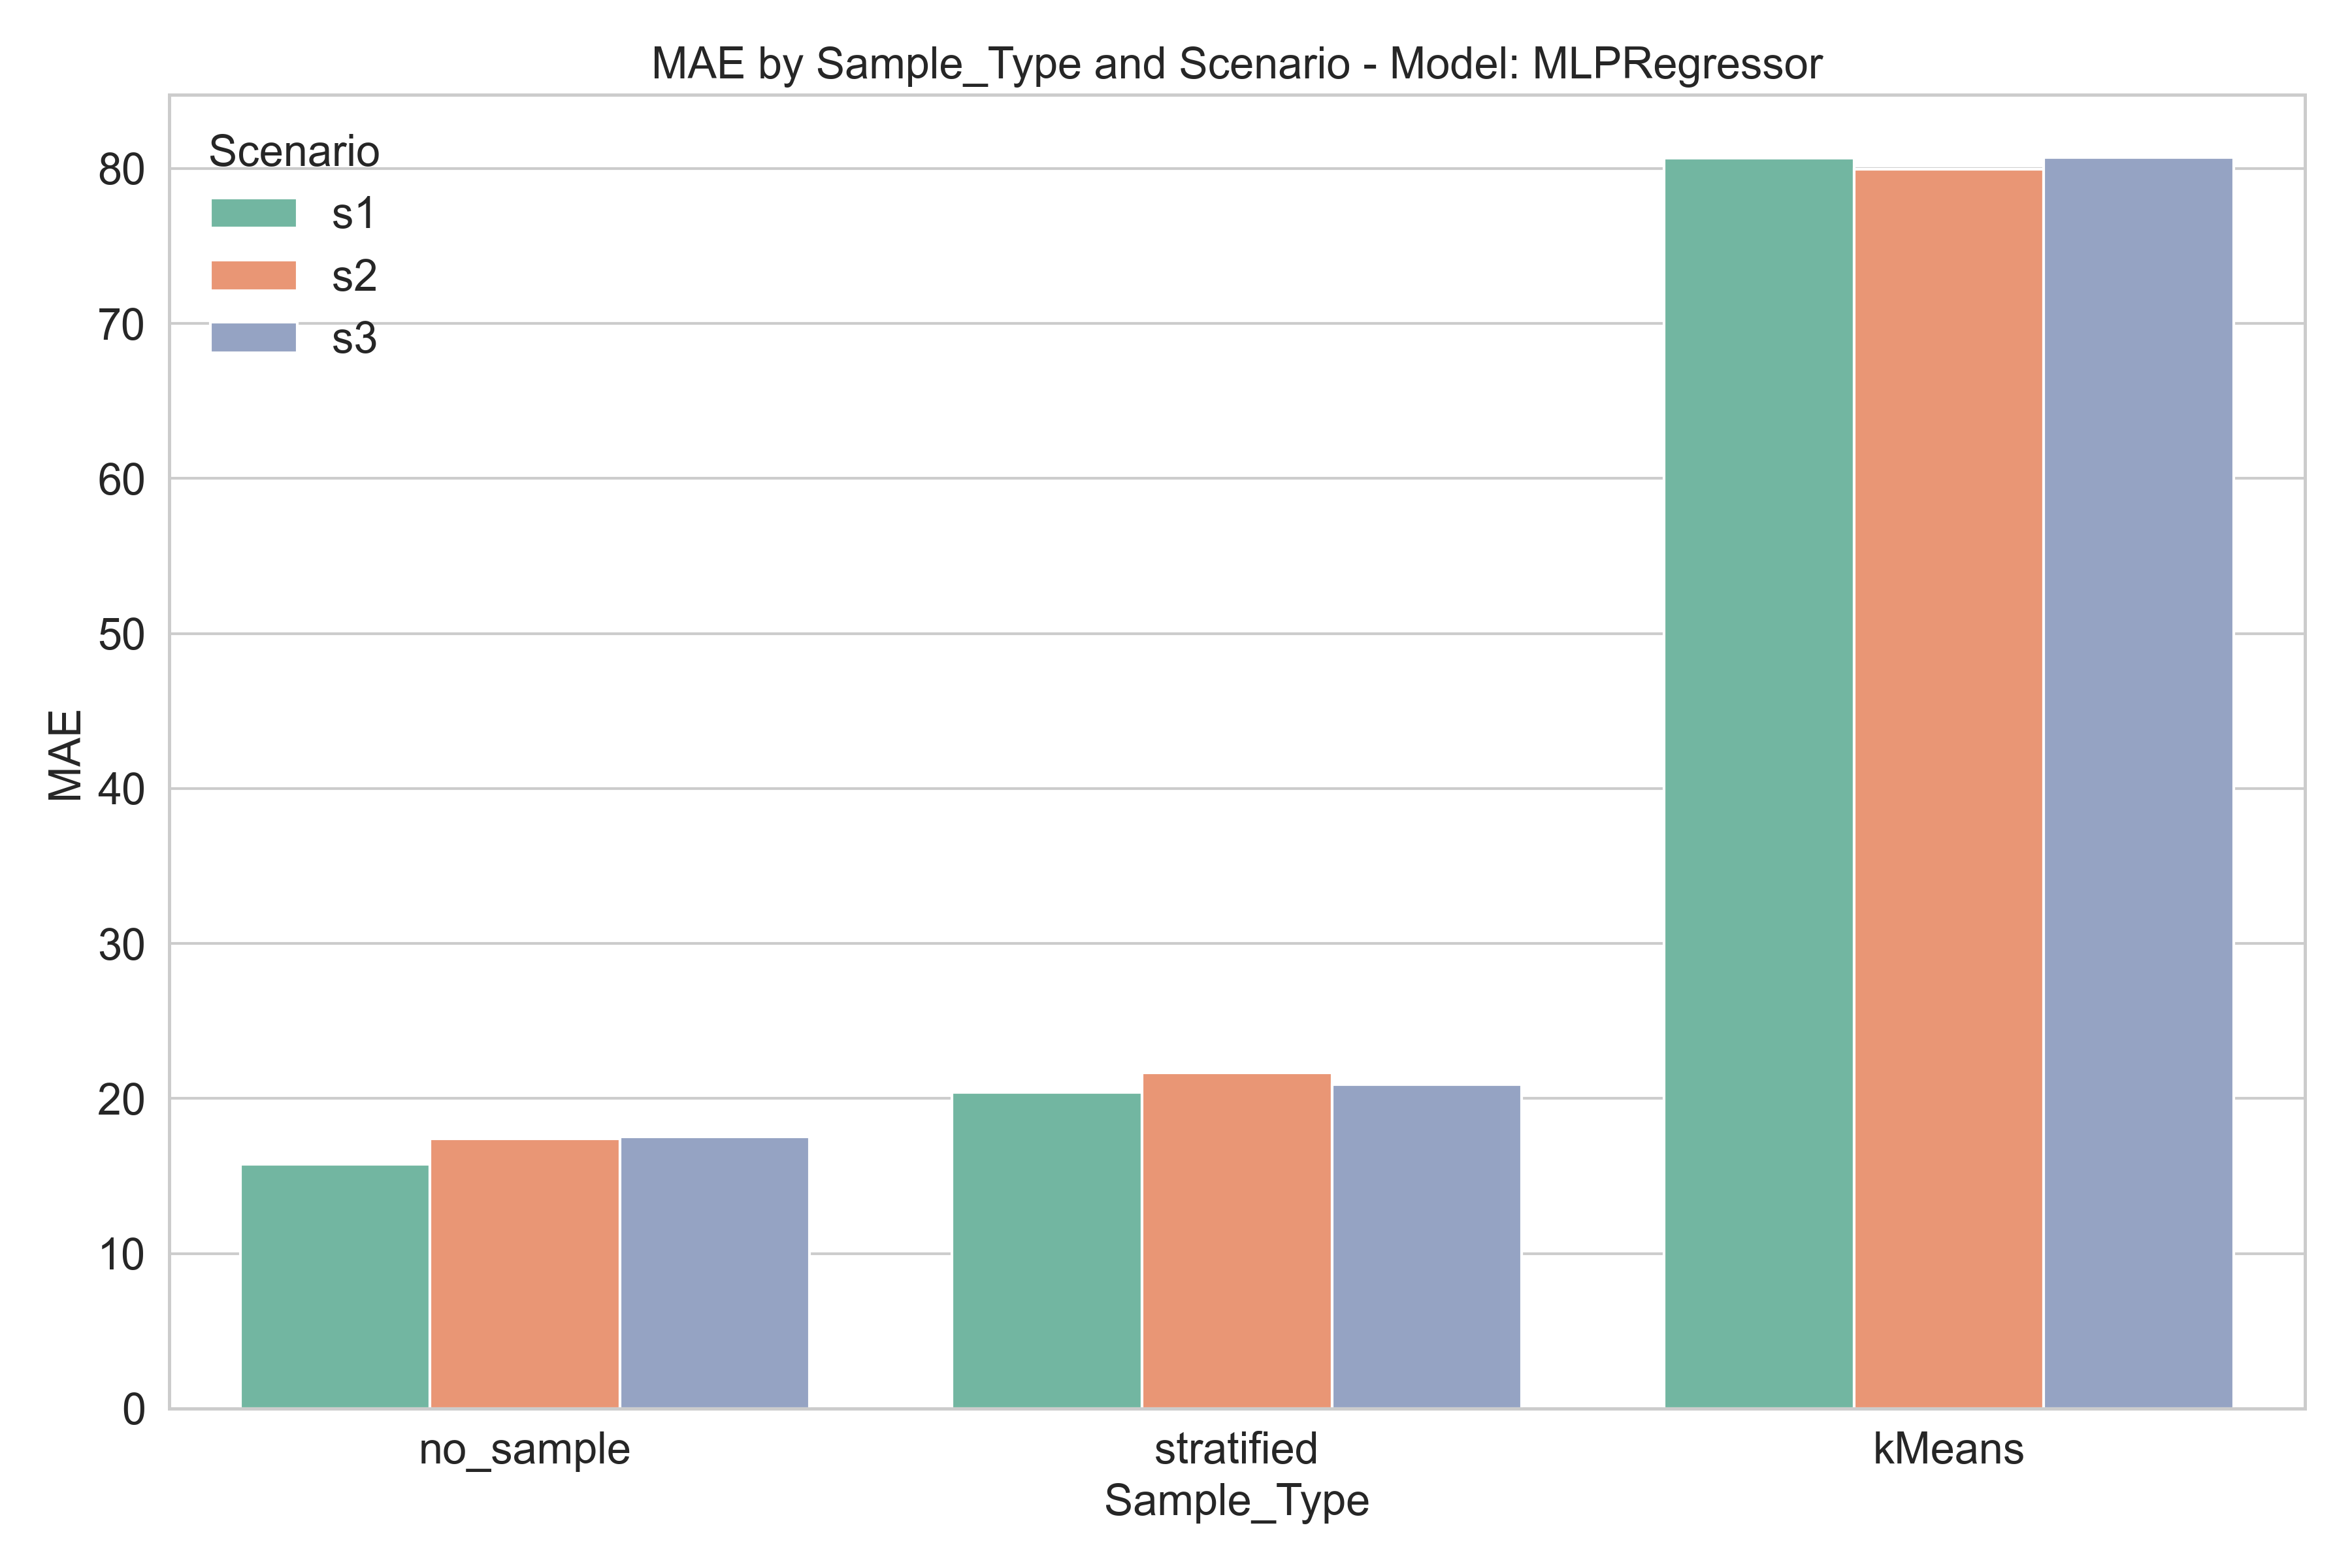 MAE by Sample_Type and Scenario - Model: MLPRegressor
Scenario
s1
s2
s3
MAE
80
70
60
50
40
30
20
10
0
no_sample stratified kMeans
Sample_Type